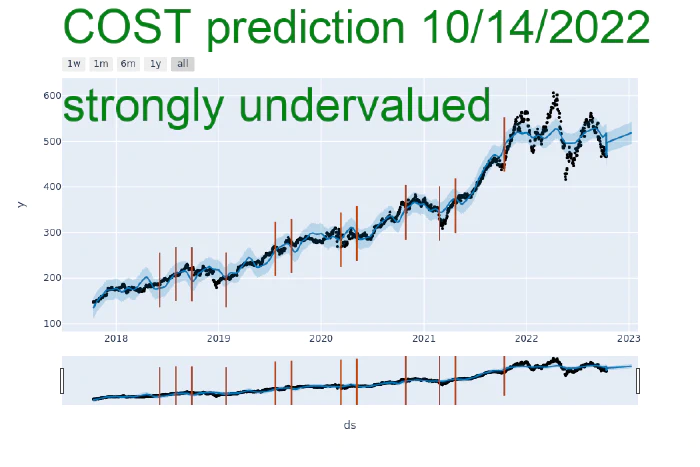 COST prediction 10/14/2022
1w 1m 6m 1y all
strongly undervalued
600
500
400
300
200
100
y
2018 2019 2020 2021 2022 2023
ds